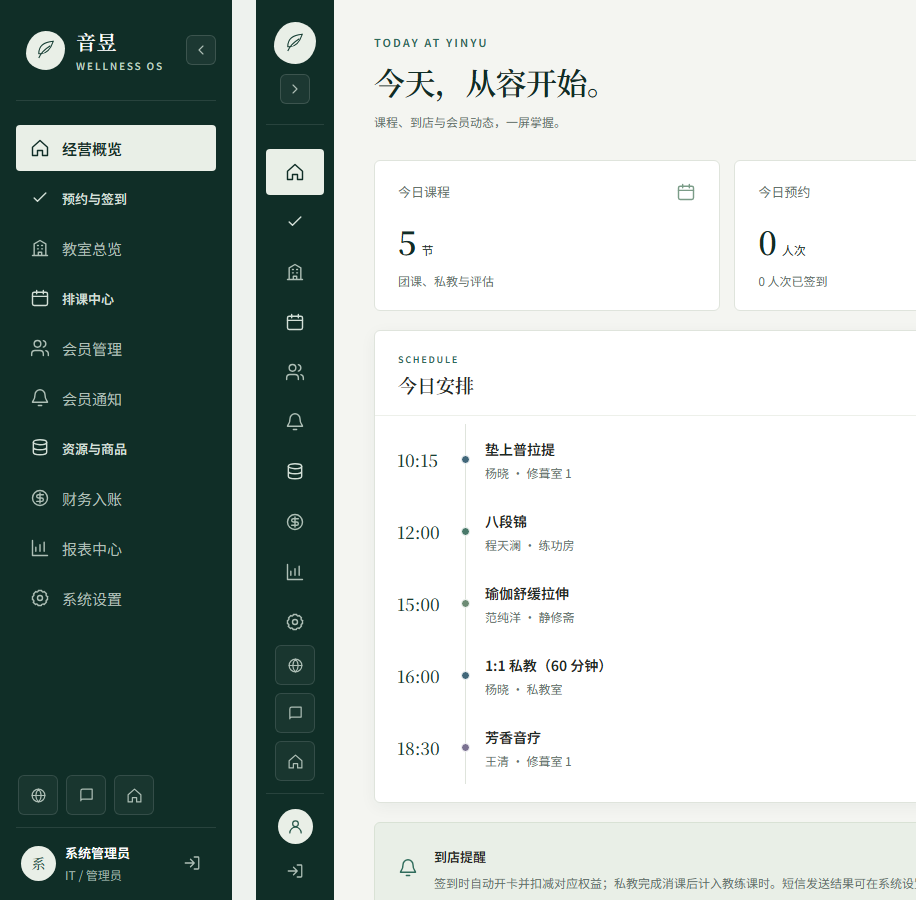 音昱
WELLNESS OS
经营概览
预约与签到
教室总览
排课中心
会员管理
会员通知
资源与商品
财务入账
报表中心
系统设置
系
系统管理员
IT / 管理员
TODAY AT YINYU
今天，从容开始。
课程、到店与会员动态，一屏掌握。
今日课程
5 节
团课、私教与评估
今日预约
0 人次
0 人次已签到
SCHEDULE
今日安排
10:15
垫上普拉提
杨晓 · 修葺室 1
12:00
八段锦
程天澜 · 练功房
15:00
瑜伽舒缓拉伸
范纯洋 · 静修斋
16:00
1:1 私教（60 分钟）
杨晓 · 私教室
18:30
芳香音疗
王清 · 修葺室 1
到店提醒
签到时自动开卡并扣减对应权益；私教完成消课后计入教练课时。短信发送结果可在系统设